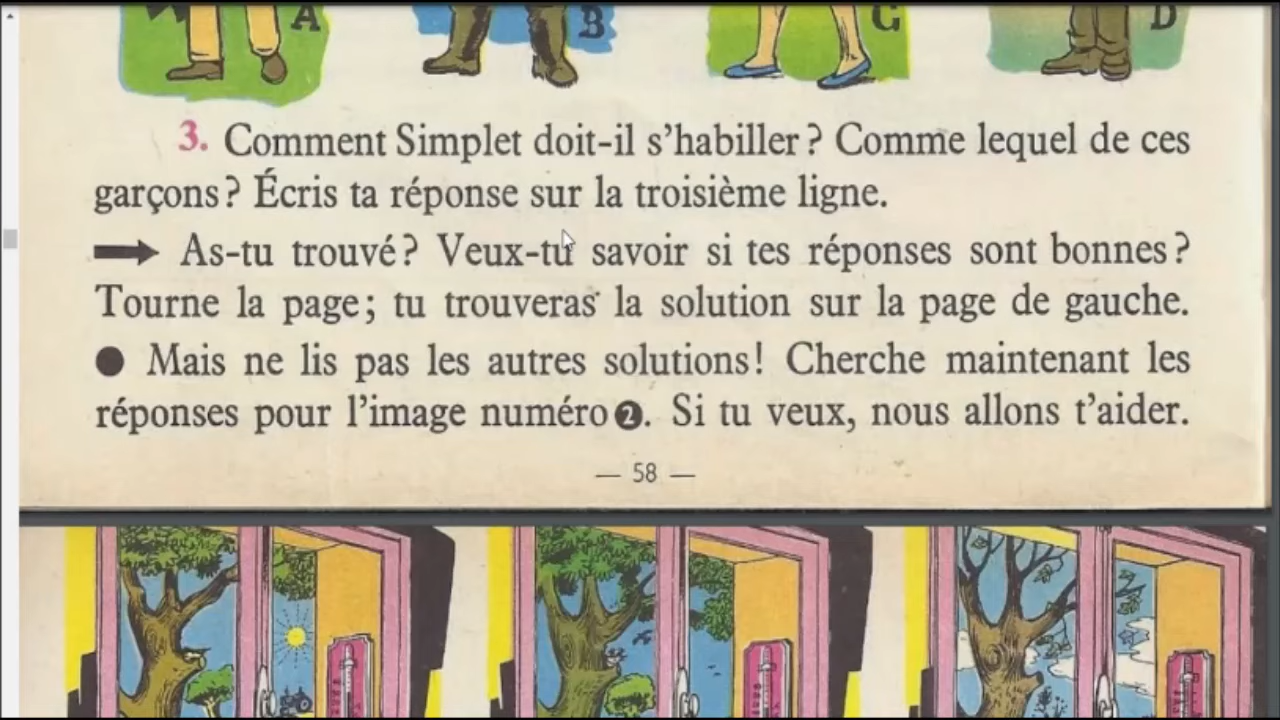 A B C D
3. Comment Simplet doit-il s'habiller ? Comme lequel de ces
garçons ? Écris ta réponse sur la troisième ligne.
As-tu trouvé ? Veux-tu savoir si tes réponses sont bonnes ?
Tourne la page ; tu trouveras la solution sur la page de gauche.
● Mais ne lis pas les autres solutions ! Cherche maintenant les
réponses pour l'image numéro ❷. Si tu veux, nous allons t'aider.
— 58 —